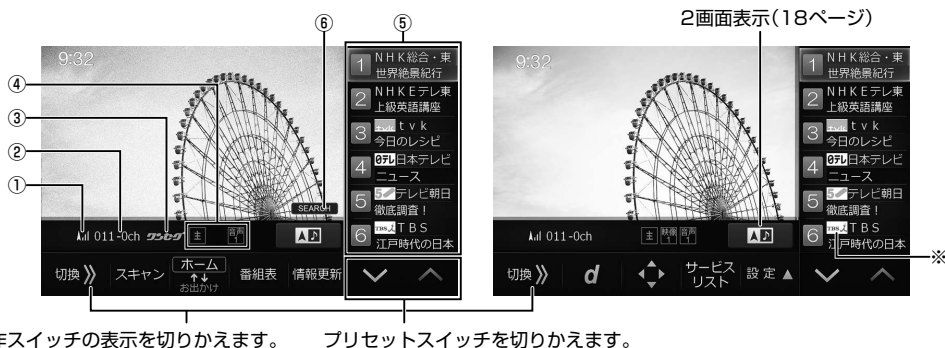 2画面表示（18ページ）
⑥
⑤
④
③
②
①
9:32
SEARCH
011-0ch ワンセグ 主 音声1
切換 スキャン ホーム お出かけ 番組表 情報更新
1 NHK総合・東
世界絶景紀行
2 NHKEテレ東
上級英語講座
3 tvk tvk
今日のレシピ
4 日テレ 日本テレビ
ニュース
5 テレビ朝日
徹底調査！
6 TBS TBS
江戸時代の日本
9:32
011-0ch 主 映像1 音声1
切換 d サービスリスト 設定▲
1 NHK総合・東
世界絶景紀行
2 NHKEテレ東
上級英語講座
3 tvk tvk
今日のレシピ
4 日テレ 日本テレビ
ニュース
5 テレビ朝日
徹底調査！
6 TBS TBS
江戸時代の日本
※
作スイッチの表示を切りかえます。
プリセットスイッチを切りかえます。